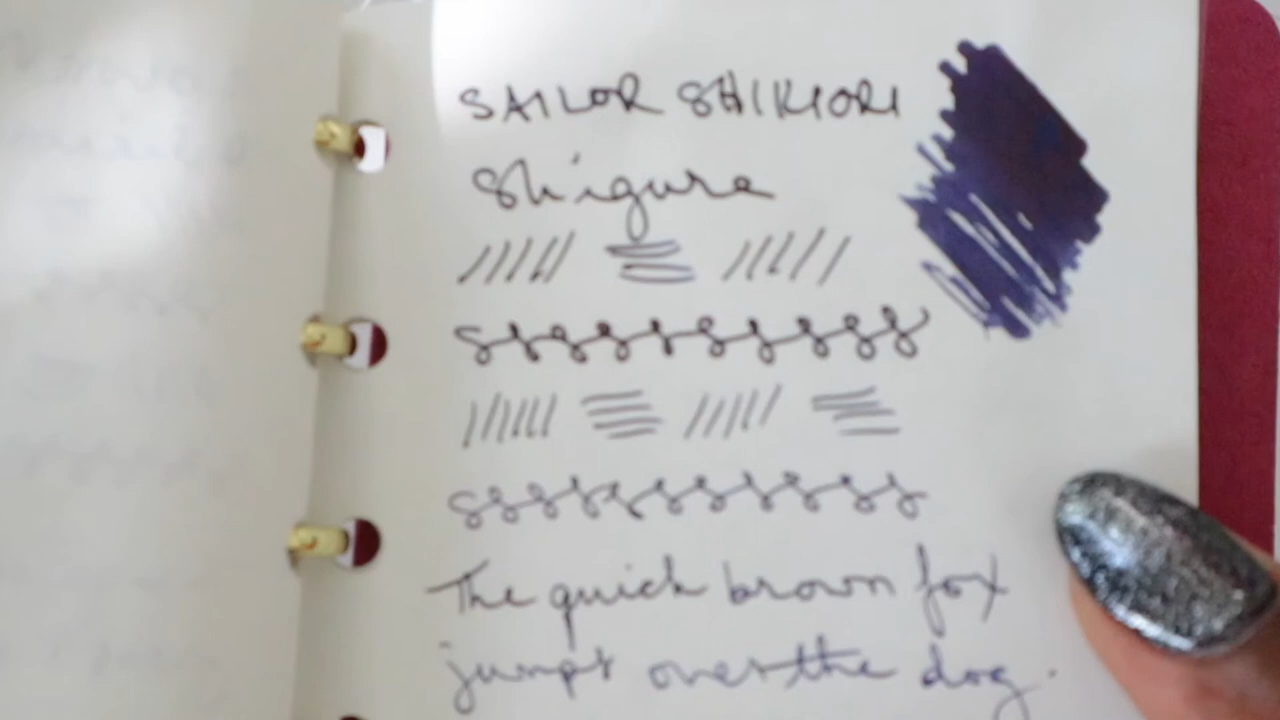 SAILOR SHIKIORI
Shigure
The quick brown fox
jumps over the dog.